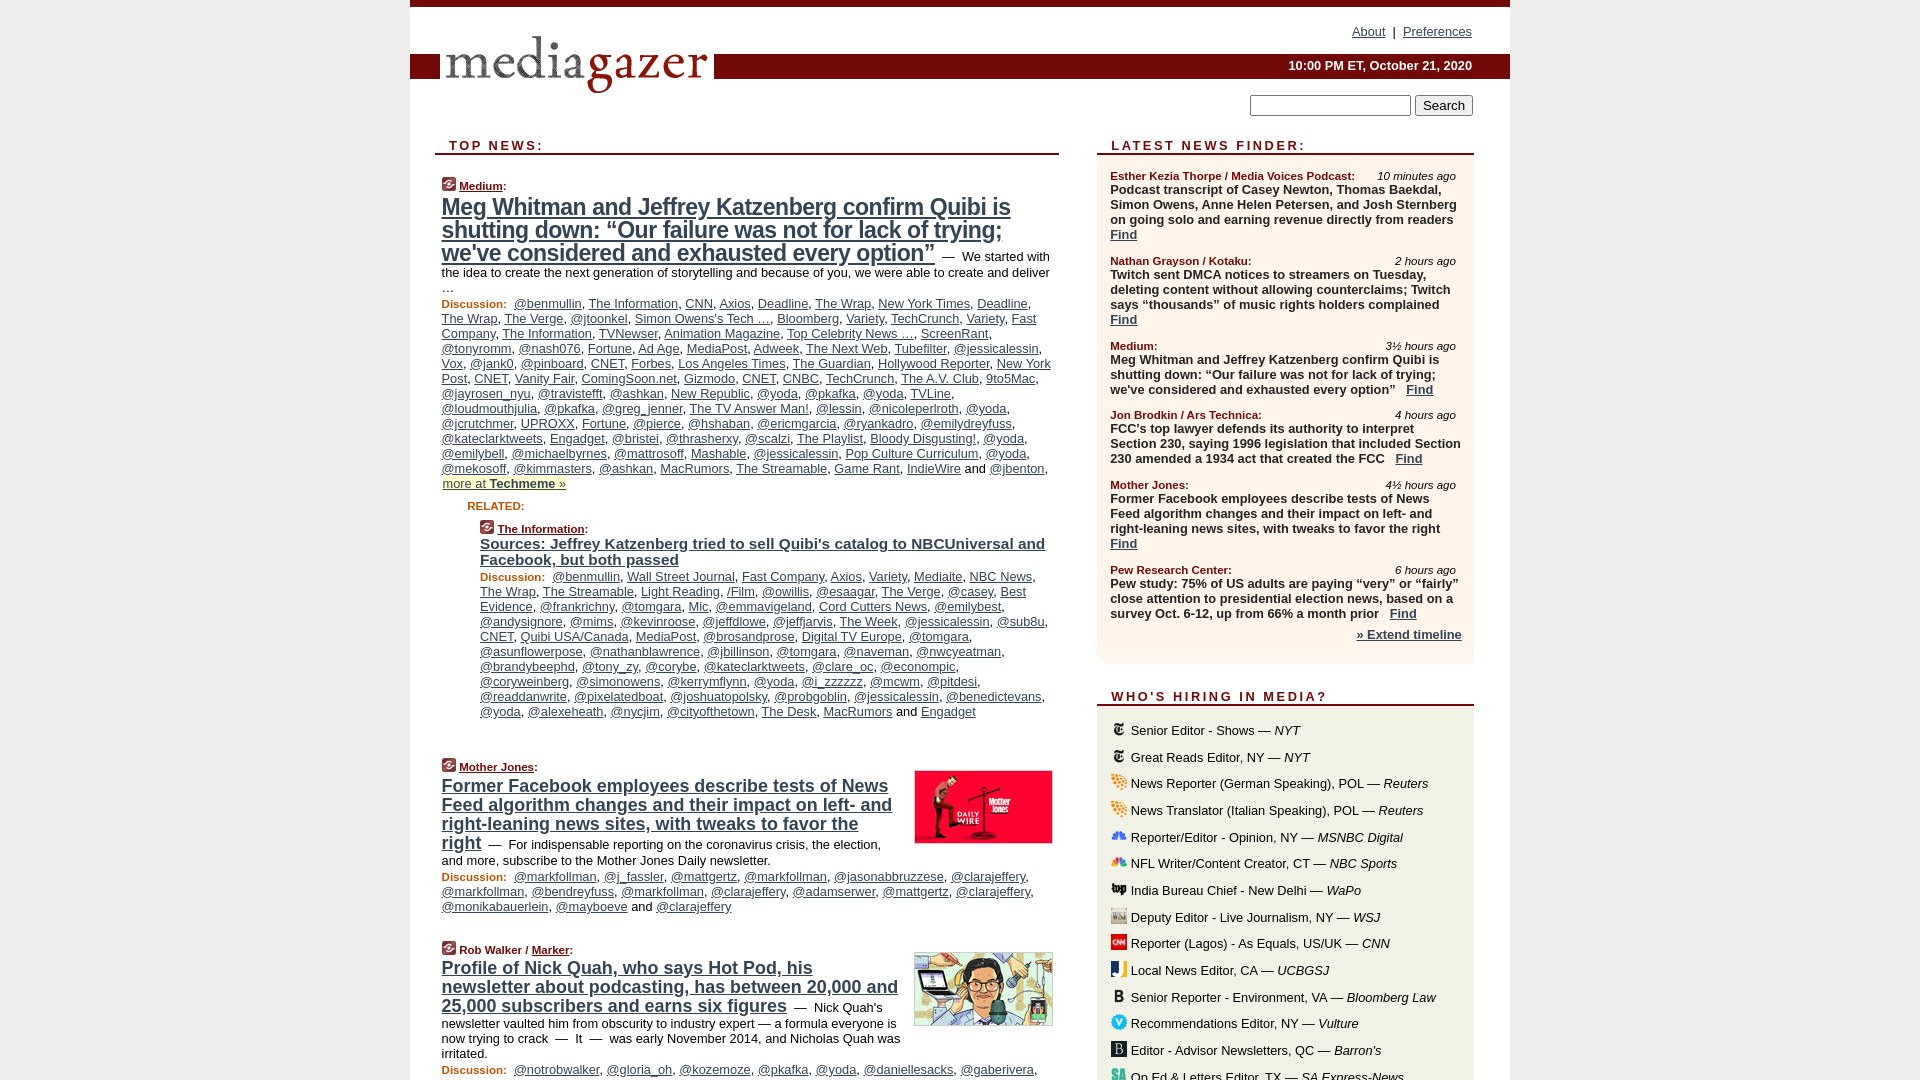 About | Preferences
mediagazer
10:00 PM ET, October 21, 2020
Search
TOP NEWS:
Medium:
Meg Whitman and Jeffrey Katzenberg confirm Quibi is
shutting down: “Our failure was not for lack of trying;
we've considered and exhausted every option” — We started with
the idea to create the next generation of storytelling and because of you, we were able to create and deliver
…
Discussion: @benmullin, The Information, CNN, Axios, Deadline, The Wrap, New York Times, Deadline,
The Wrap, The Verge, @jtoonkel, Simon Owens's Tech …, Bloomberg, Variety, TechCrunch, Variety, Fast
Company, The Information, TVNewser, Animation Magazine, Top Celebrity News …, ScreenRant,
@tonyromm, @nash076, Fortune, Ad Age, MediaPost, Adweek, The Next Web, Tubefilter, @jessicalessin,
Vox, @jank0, @pinboard, CNET, Forbes, Los Angeles Times, The Guardian, Hollywood Reporter, New York
Post, CNET, Vanity Fair, ComingSoon.net, Gizmodo, CNET, CNBC, TechCrunch, The A.V. Club, 9to5Mac,
@jayrosen_nyu, @travistefft, @ashkan, New Republic, @yoda, @pkafka, @yoda, TVLine,
@loudmouthjulia, @pkafka, @greg_jenner, The TV Answer Man!, @lessin, @nicoleperlroth, @yoda,
@jcrutchmer, UPROXX, Fortune, @pierce, @hshaban, @ericmgarcia, @ryankadro, @emilydreyfuss,
@kateclarktweets, Engadget, @bristei, @thrasherxy, @scalzi, The Playlist, Bloody Disgusting!, @yoda,
@emilybell, @michaelbyrnes, @mattrosoff, Mashable, @jessicalessin, Pop Culture Curriculum, @yoda,
@mekosoff, @kimmasters, @ashkan, MacRumors, The Streamable, Game Rant, IndieWire and @jbenton,
more at Techmeme »
RELATED:
The Information:
Sources: Jeffrey Katzenberg tried to sell Quibi's catalog to NBCUniversal and
Facebook, but both passed
Discussion: @benmullin, Wall Street Journal, Fast Company, Axios, Variety, Mediaite, NBC News,
The Wrap, The Streamable, Light Reading, /Film, @owillis, @esaagar, The Verge, @casey, Best
Evidence, @frankrichny, @tomgara, Mic, @emmavigeland, Cord Cutters News, @emilybest,
@andysignore, @mims, @kevinroose, @jeffdlowe, @jeffjarvis, The Week, @jessicalessin, @sub8u,
CNET, Quibi USA/Canada, MediaPost, @brosandprose, Digital TV Europe, @tomgara,
@asunflowerpose, @nathanblawrence, @jbillinson, @tomgara, @naveman, @nwcyeatman,
@brandybeephd, @tony_zy, @corybe, @kateclarktweets, @clare_oc, @econompic,
@coryweinberg, @simonowens, @kerrymflynn, @yoda, @i_zzzzzz, @mcwm, @pitdesi,
@readdanwrite, @pixelatedboat, @joshuatopolsky, @probgoblin, @jessicalessin, @benedictevans,
@yoda, @alexeheath, @nycjim, @cityofthetown, The Desk, MacRumors and Engadget
Mother Jones:
Former Facebook employees describe tests of News
Feed algorithm changes and their impact on left- and
right-leaning news sites, with tweaks to favor the
right — For indispensable reporting on the coronavirus crisis, the election,
and more, subscribe to the Mother Jones Daily newsletter.
Discussion: @markfollman, @j_fassler, @mattgertz, @markfollman, @jasonabbruzzese, @clarajeffery,
@markfollman, @bendreyfuss, @markfollman, @clarajeffery, @adamserwer, @mattgertz, @clarajeffery,
@monikabauerlein, @mayboeve and @clarajeffery
DAILY
WIRE
Mother
Jones
Rob Walker / Marker:
Profile of Nick Quah, who says Hot Pod, his
newsletter about podcasting, has between 20,000 and
25,000 subscribers and earns six figures — Nick Quah's
newsletter vaulted him from obscurity to industry expert — a formula everyone is
now trying to crack — It — was early November 2014, and Nicholas Quah was
irritated.
Discussion: @notrobwalker, @gloria_oh, @kozemoze, @pkafka, @yoda, @daniellesacks, @gaberivera,
LATEST NEWS FINDER:
Esther Kezia Thorpe / Media Voices Podcast: 10 minutes ago
Podcast transcript of Casey Newton, Thomas Baekdal,
Simon Owens, Anne Helen Petersen, and Josh Sternberg
on going solo and earning revenue directly from readers
Find
Nathan Grayson / Kotaku: 2 hours ago
Twitch sent DMCA notices to streamers on Tuesday,
deleting content without allowing counterclaims; Twitch
says “thousands” of music rights holders complained
Find
Medium: 3½ hours ago
Meg Whitman and Jeffrey Katzenberg confirm Quibi is
shutting down: “Our failure was not for lack of trying;
we've considered and exhausted every option” Find
Jon Brodkin / Ars Technica: 4 hours ago
FCC's top lawyer defends its authority to interpret
Section 230, saying 1996 legislation that included Section
230 amended a 1934 act that created the FCC Find
Mother Jones: 4½ hours ago
Former Facebook employees describe tests of News
Feed algorithm changes and their impact on left- and
right-leaning news sites, with tweaks to favor the right
Find
Pew Research Center: 6 hours ago
Pew study: 75% of US adults are paying “very” or “fairly”
close attention to presidential election news, based on a
survey Oct. 6-12, up from 66% a month prior Find
» Extend timeline
WHO'S HIRING IN MEDIA?
Senior Editor - Shows — NYT
Great Reads Editor, NY — NYT
News Reporter (German Speaking), POL — Reuters
News Translator (Italian Speaking), POL — Reuters
Reporter/Editor - Opinion, NY — MSNBC Digital
NFL Writer/Content Creator, CT — NBC Sports
wp India Bureau Chief - New Delhi — WaPo
WSJ Deputy Editor - Live Journalism, NY — WSJ
CNN Reporter (Lagos) - As Equals, US/UK — CNN
Local News Editor, CA — UCBGSJ
B Senior Reporter - Environment, VA — Bloomberg Law
V Recommendations Editor, NY — Vulture
B Editor - Advisor Newsletters, QC — Barron's
SA Op Ed & Letters Editor, TX — SA Express-News